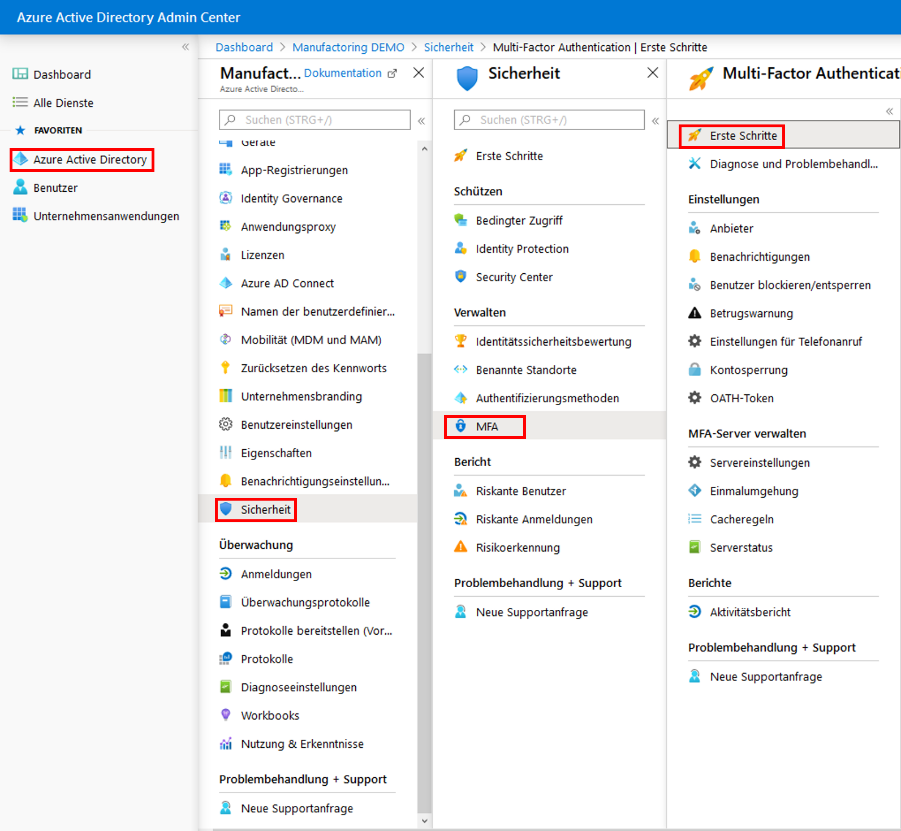 Azure Active Directory Admin Center
Dashboard
Alle Dienste
FAVORITEN
Azure Active Directory
Benutzer
Unternehmensanwendungen
Dashboard > Manufactoring DEMO > Sicherheit > Multi-Factor Authentication | Erste Schritte
Manufact... Dokumentation
Azure Active Directo...
Suchen (STRG+/)
Geräte
App-Registrierungen
Identity Governance
Anwendungsproxy
Lizenzen
Azure AD Connect
Namen der benutzerdefinier...
Mobilität (MDM und MAM)
Zurücksetzen des Kennworts
Unternehmensbranding
Benutzereinstellungen
Eigenschaften
Benachrichtigungseinstellun...
Sicherheit
Überwachung
Anmeldungen
Überwachungsprotokolle
Protokolle bereitstellen (Vor...
Protokolle
Diagnoseeinstellungen
Workbooks
Nutzung & Erkenntnisse
Problembehandlung + Support
Neue Supportanfrage
Sicherheit
Suchen (STRG+/)
Erste Schritte
Schützen
Bedingter Zugriff
Identity Protection
Security Center
Verwalten
Identitätssicherheitsbewertung
Benannte Standorte
Authentifizierungsmethoden
MFA
Bericht
Riskante Benutzer
Riskante Anmeldungen
Risikoerkennung
Problembehandlung + Support
Neue Supportanfrage
Multi-Factor Authenticati
Erste Schritte
Diagnose und Problembehandl...
Einstellungen
Anbieter
Benachrichtigungen
Benutzer blockieren/entsperren
Betrugswarnung
Einstellungen für Telefonanruf
Kontosperrung
OATH-Token
MFA-Server verwalten
Servereinstellungen
Einmalumgehung
Cacheregeln
Serverstatus
Berichte
Aktivitätsbericht
Problembehandlung + Support
Neue Supportanfrage